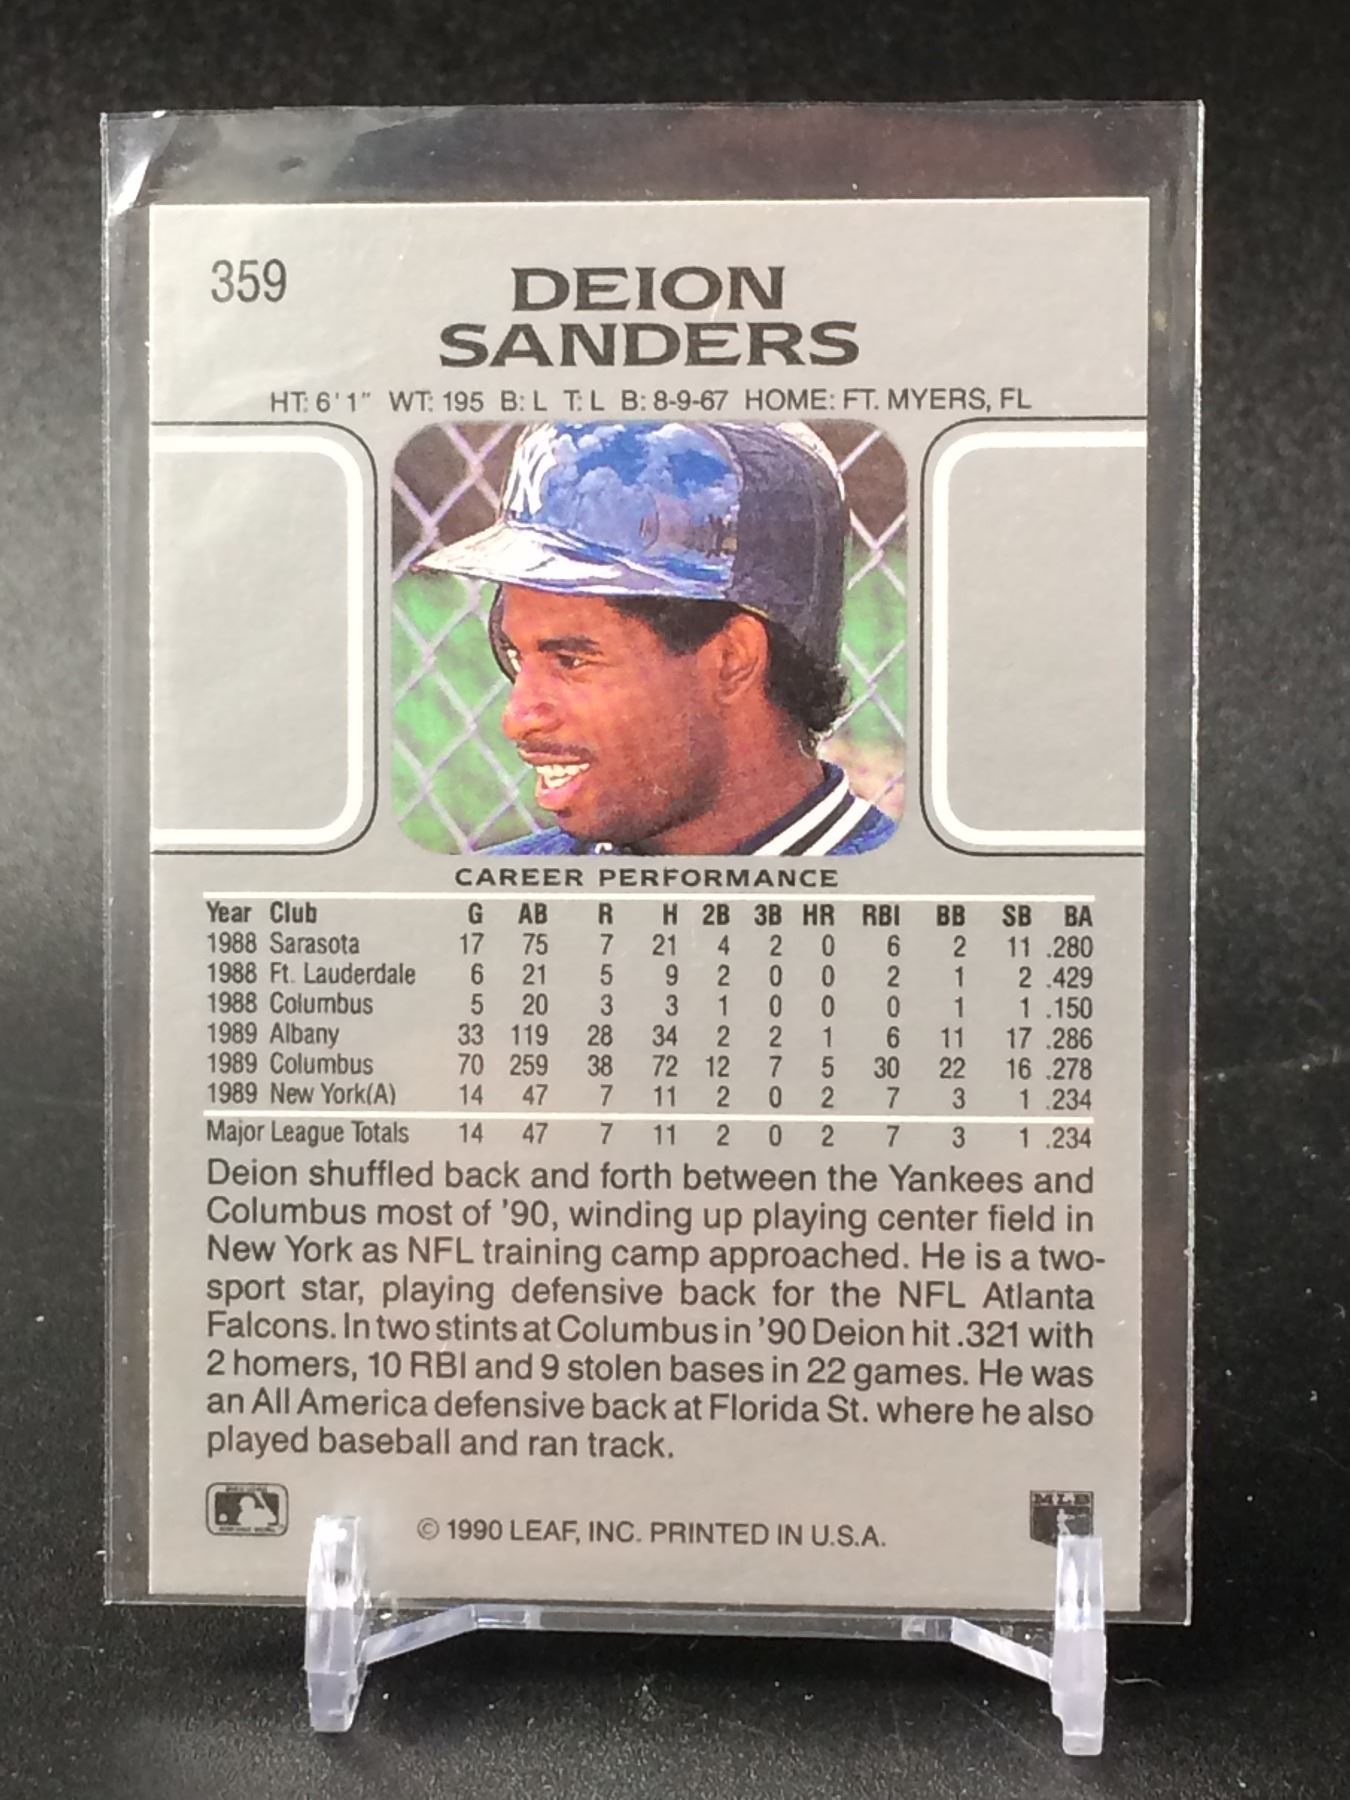 359
DEION
SANDERS
HT: 6'1" WT: 195 B: L T: L B: 8-9-67 HOME: FT. MYERS, FL
NY
CAREER PERFORMANCE
Year Club G AB R H 2B 3B HR RBI BB SB BA
1988 Sarasota 17 75 7 21 4 2 0 6 2 11 .280
1988 Ft. Lauderdale 6 21 5 9 2 0 0 2 1 2 .429
1988 Columbus 5 20 3 3 1 0 0 0 1 1 .150
1989 Albany 33 119 28 34 2 2 1 6 11 17 .286
1989 Columbus 70 259 38 72 12 7 5 30 22 16 .278
1989 New York(A) 14 47 7 11 2 0 2 7 3 1 .234
Major League Totals 14 47 7 11 2 0 2 7 3 1 .234
Deion shuffled back and forth between the Yankees and
Columbus most of '90, winding up playing center field in
New York as NFL training camp approached. He is a two-
sport star, playing defensive back for the NFL Atlanta
Falcons. In two stints at Columbus in '90 Deion hit .321 with
2 homers, 10 RBI and 9 stolen bases in 22 games. He was
an All America defensive back at Florida St. where he also
played baseball and ran track.
MLB
© 1990 LEAF, INC. PRINTED IN U.S.A.